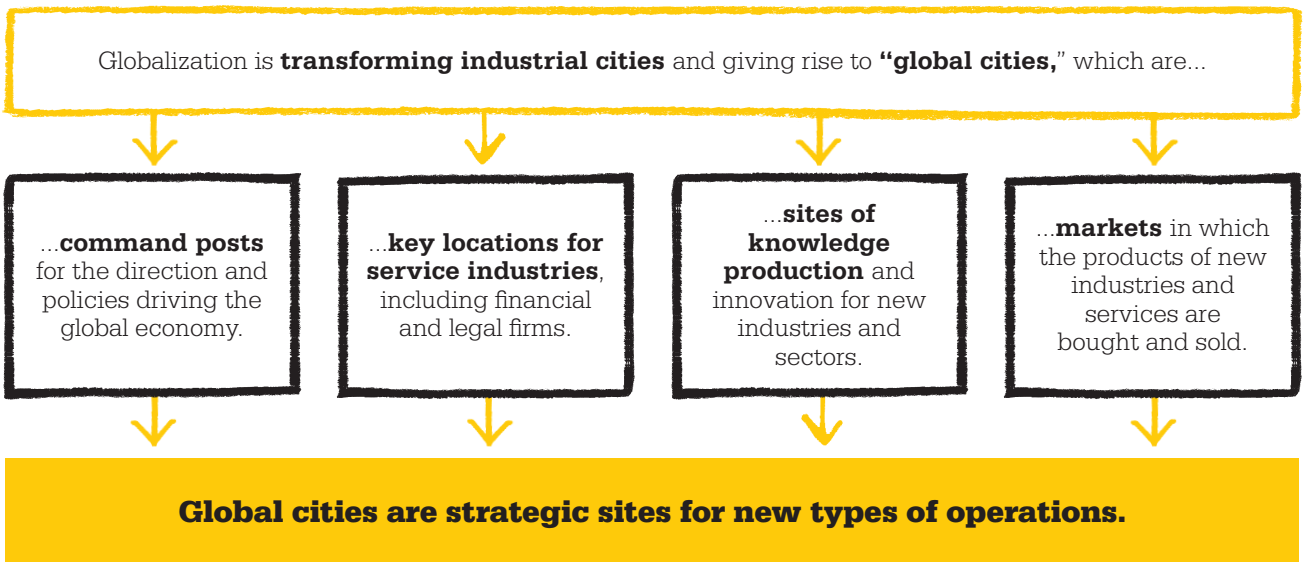 Globalization is transforming industrial cities and giving rise to “global cities,” which are...
...command posts
for the direction and
policies driving the
global economy.
...key locations for
service industries,
including financial
and legal firms.
...sites of
knowledge
production and
innovation for new
industries and
sectors.
...markets in which
the products of new
industries and
services are
bought and sold.
Global cities are strategic sites for new types of operations.